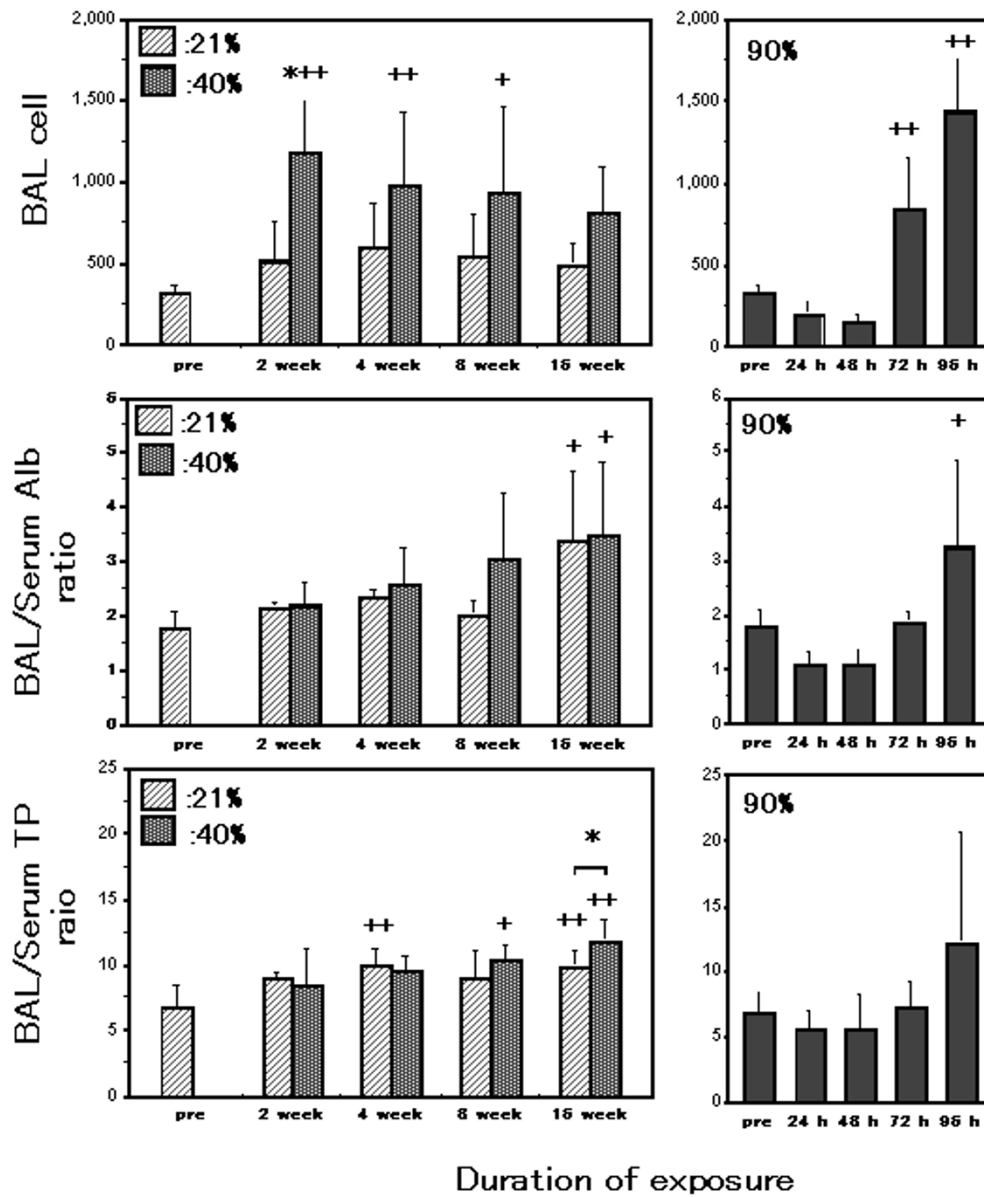 BAL cell
2,000
1,500
1,000
500
0
:21%
:40%
*++
++
+
pre
2 week
4 week
8 week
16 week
2,000
1,500
1,000
500
0
90%
++
++
pre
24 h
48 h
72 h
96 h
BAL/Serum Alb
ratio
6
5
4
3
2
1
0
:21%
:40%
+
+
pre
2 week
4 week
8 week
16 week
6
5
4
3
2
1
0
90%
+
pre
24 h
48 h
72 h
96 h
BAL/Serum TP
raio
25
20
15
10
5
0
:21%
:40%
++
+
*
++
++
pre
2 week
4 week
8 week
16 week
25
20
15
10
5
0
90%
pre
24 h
48 h
72 h
96 h
Duration of exposure